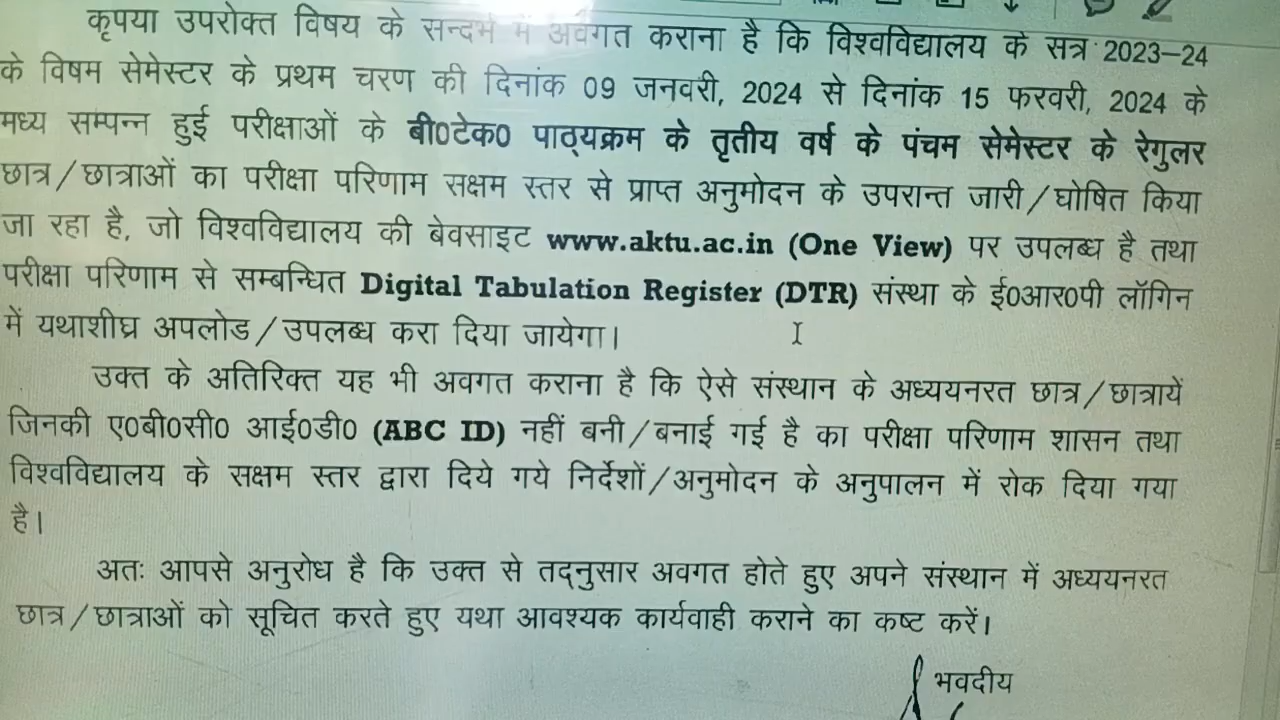 कृपया उपरोक्त विषय के सन्दर्भ में अवगत कराना है कि विश्वविद्यालय के सत्र 2023–24
के विषम सेमेस्टर के प्रथम चरण की दिनांक 09 जनवरी, 2024 से दिनांक 15 फरवरी, 2024 के
मध्य सम्पन्न हुई परीक्षाओं के बी0टेक0 पाठ्यक्रम के तृतीय वर्ष के पंचम सेमेस्टर के रेगुलर
छात्र/छात्राओं का परीक्षा परिणाम सक्षम स्तर से प्राप्त अनुमोदन के उपरान्त जारी/घोषित किया
जा रहा है, जो विश्वविद्यालय की बेवसाइट www.aktu.ac.in (One View) पर उपलब्ध है तथा
परीक्षा परिणाम से सम्बन्धित Digital Tabulation Register (DTR) संस्था के ई0आर0पी लॉगिन
में यथाशीघ्र अपलोड/उपलब्ध करा दिया जायेगा।
उक्त के अतिरिक्त यह भी अवगत कराना है कि ऐसे संस्थान के अध्ययनरत छात्र/छात्रायें
जिनकी ए0बी0सी0 आई0डी0 (ABC ID) नहीं बनी/बनाई गई है का परीक्षा परिणाम शासन तथा
विश्वविद्यालय के सक्षम स्तर द्वारा दिये गये निर्देशों/अनुमोदन के अनुपालन में रोक दिया गया
है।
अतः आपसे अनुरोध है कि उक्त से तद्नुसार अवगत होते हुए अपने संस्थान में अध्ययनरत
छात्र/छात्राओं को सूचित करते हुए यथा आवश्यक कार्यवाही कराने का कष्ट करें।
भवदीय